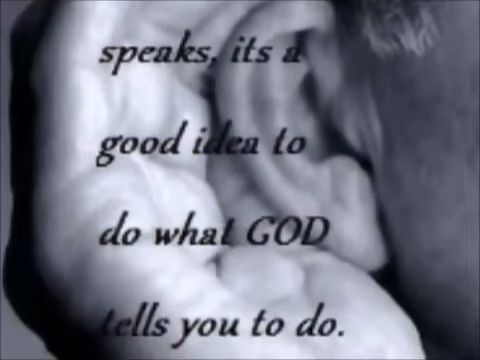 speaks, its a
good idea to
do what GOD
tells you to do.